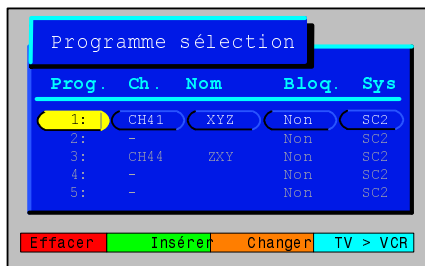 Programme sélection
Prog. Ch. Nom Bloq. Sys
1: CH41 XYZ Non SC2
2: - Non SC2
3: CH44 ZXY Non SC2
4: - Non SC2
5: - Non SC2
Effacer Insérer Changer TV > VCR